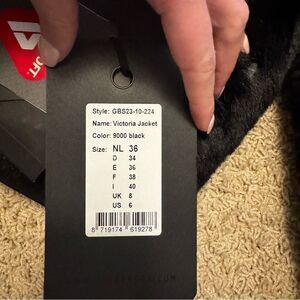 Style: GBS23-10-224
Name: Victoria Jacket
Color: 9000 black
Size: NL 36
D 34
E 36
F 38
I 40
UK 8
US 6
8 719174 619278